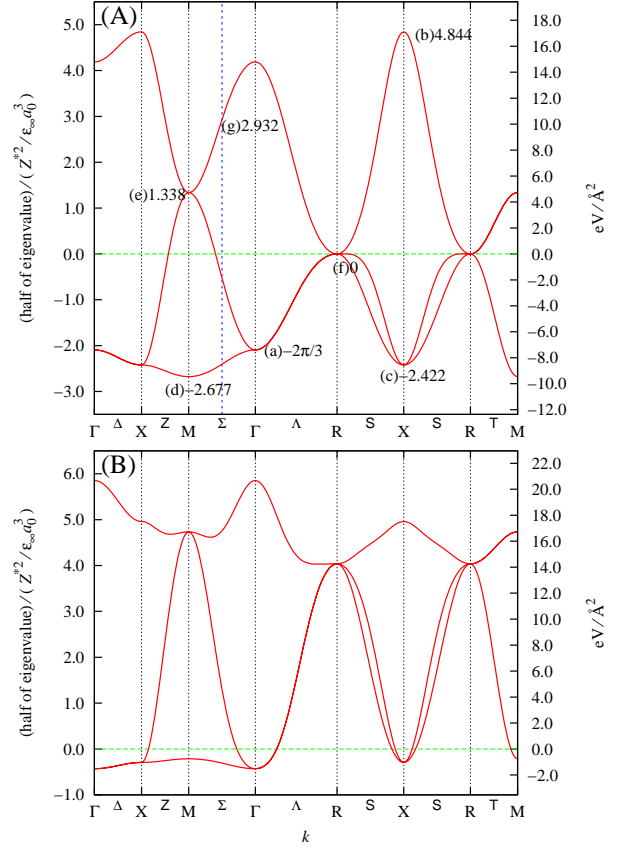 (A)
5.0
4.0
3.0
2.0
1.0
0.0
−1.0
−2.0
−3.0
18.0
16.0
14.0
12.0
10.0
8.0
6.0
4.0
2.0
0.0
−2.0
−4.0
−6.0
−8.0
−10.0
−12.0
(half of eigenvalue) / ( Z*2 / ε∞a03 )
eV / Å2
(b)4.844
(g)2.932
(e)1.338
(f)0
(a)−2π/3
(d)−2.677
(c)−2.422
Γ Δ X Z M Σ Γ Λ R S X S R T M
(B)
6.0
5.0
4.0
3.0
2.0
1.0
0.0
−1.0
22.0
20.0
18.0
16.0
14.0
12.0
10.0
8.0
6.0
4.0
2.0
0.0
−2.0
(half of eigenvalue) / ( Z*2 / ε∞a03 )
eV / Å2
Γ Δ X Z M Σ Γ Λ R S X S R T M
k